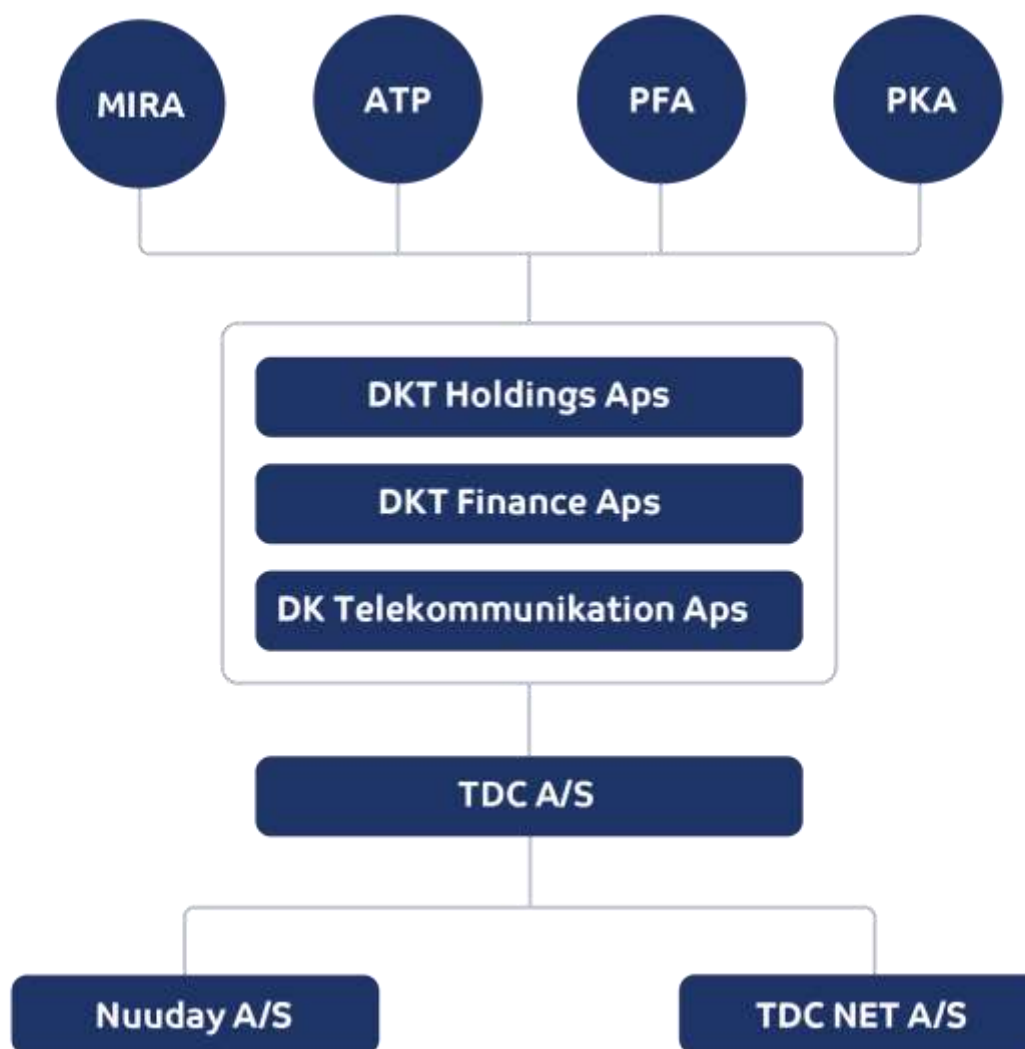 MIRA
ATP
PFA
PKA
DKT Holdings Aps
DKT Finance Aps
DK Telekommunikation Aps
TDC A/S
Nuuday A/S
TDC NET A/S